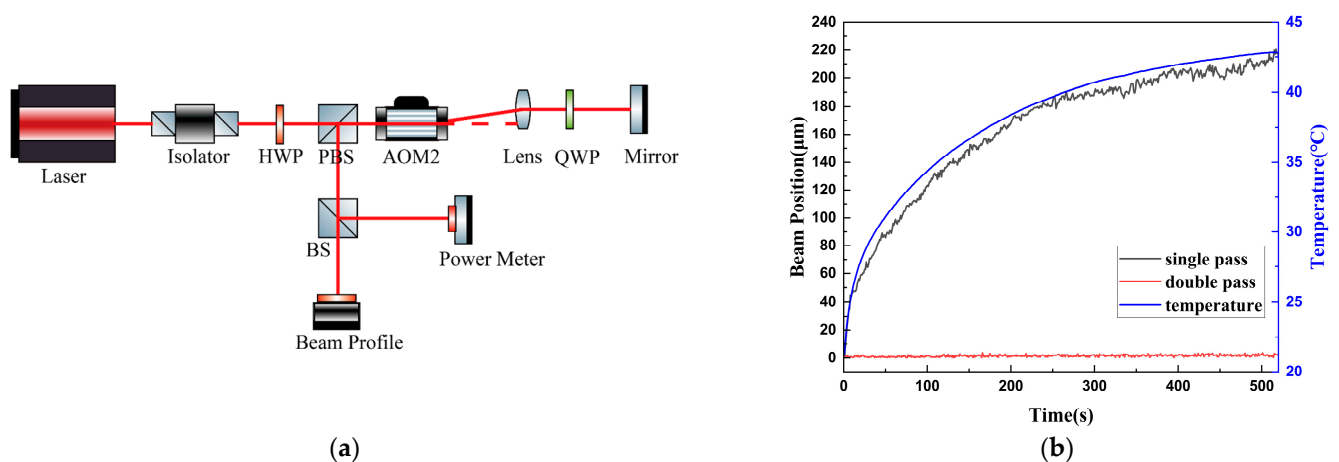 Laser
Isolator
HWP
PBS
AOM2
Lens
QWP
Mirror
BS
Power Meter
Beam Profile
(a)
Beam Position(μm)
240
220
200
180
160
140
120
100
80
60
40
20
0
0 100 200 300 400 500
Time(s)
45
40
35
30
25
20
Temperature(°C)
single pass
double pass
temperature
(b)